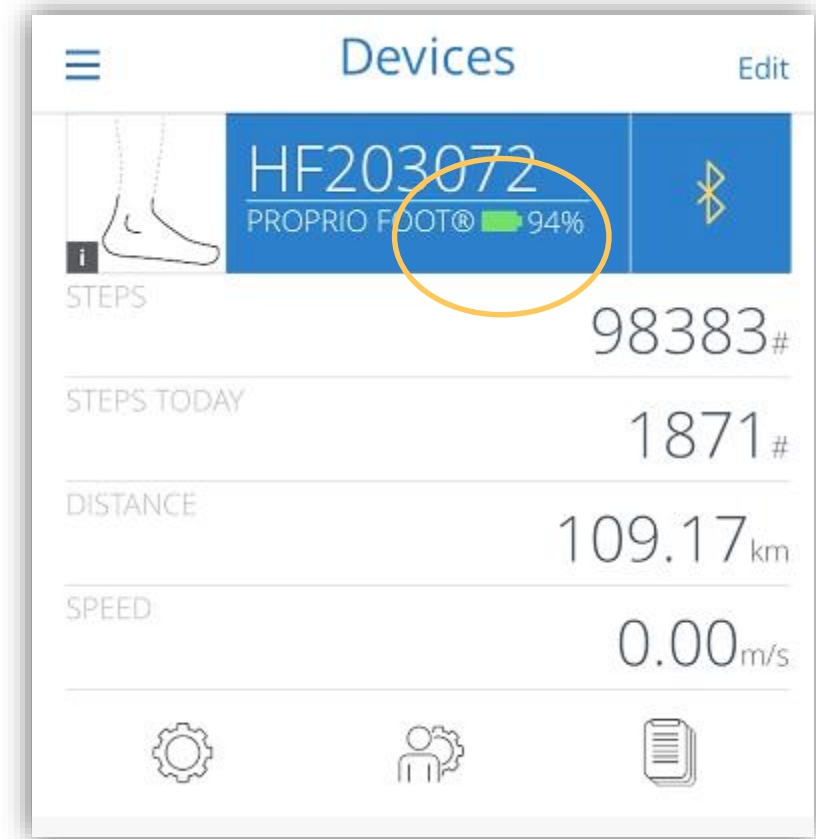 Devices
Edit
HF203072
PROPRIO FOOT® 94%
i
STEPS
98383#
STEPS TODAY
1871#
DISTANCE
109.17km
SPEED
0.00m/s